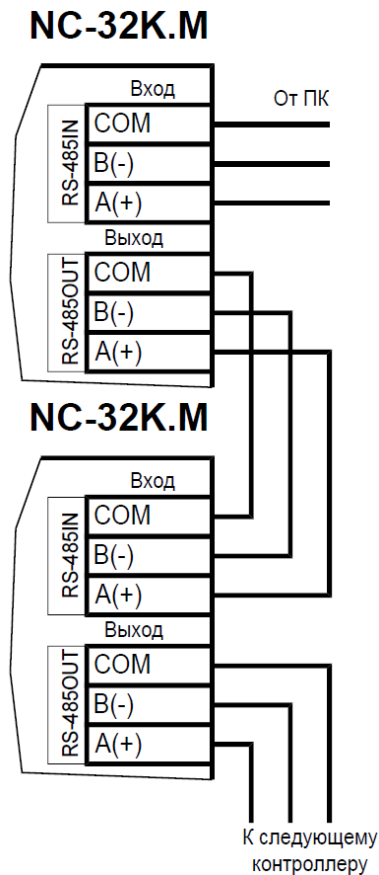 NC-32K.M
Вход
От ПК
RS-485IN
COM
B(-)
A(+)
Выход
RS-485OUT
COM
B(-)
A(+)
NC-32K.M
Вход
RS-485IN
COM
B(-)
A(+)
Выход
RS-485OUT
COM
B(-)
A(+)
К следующему
контроллеру